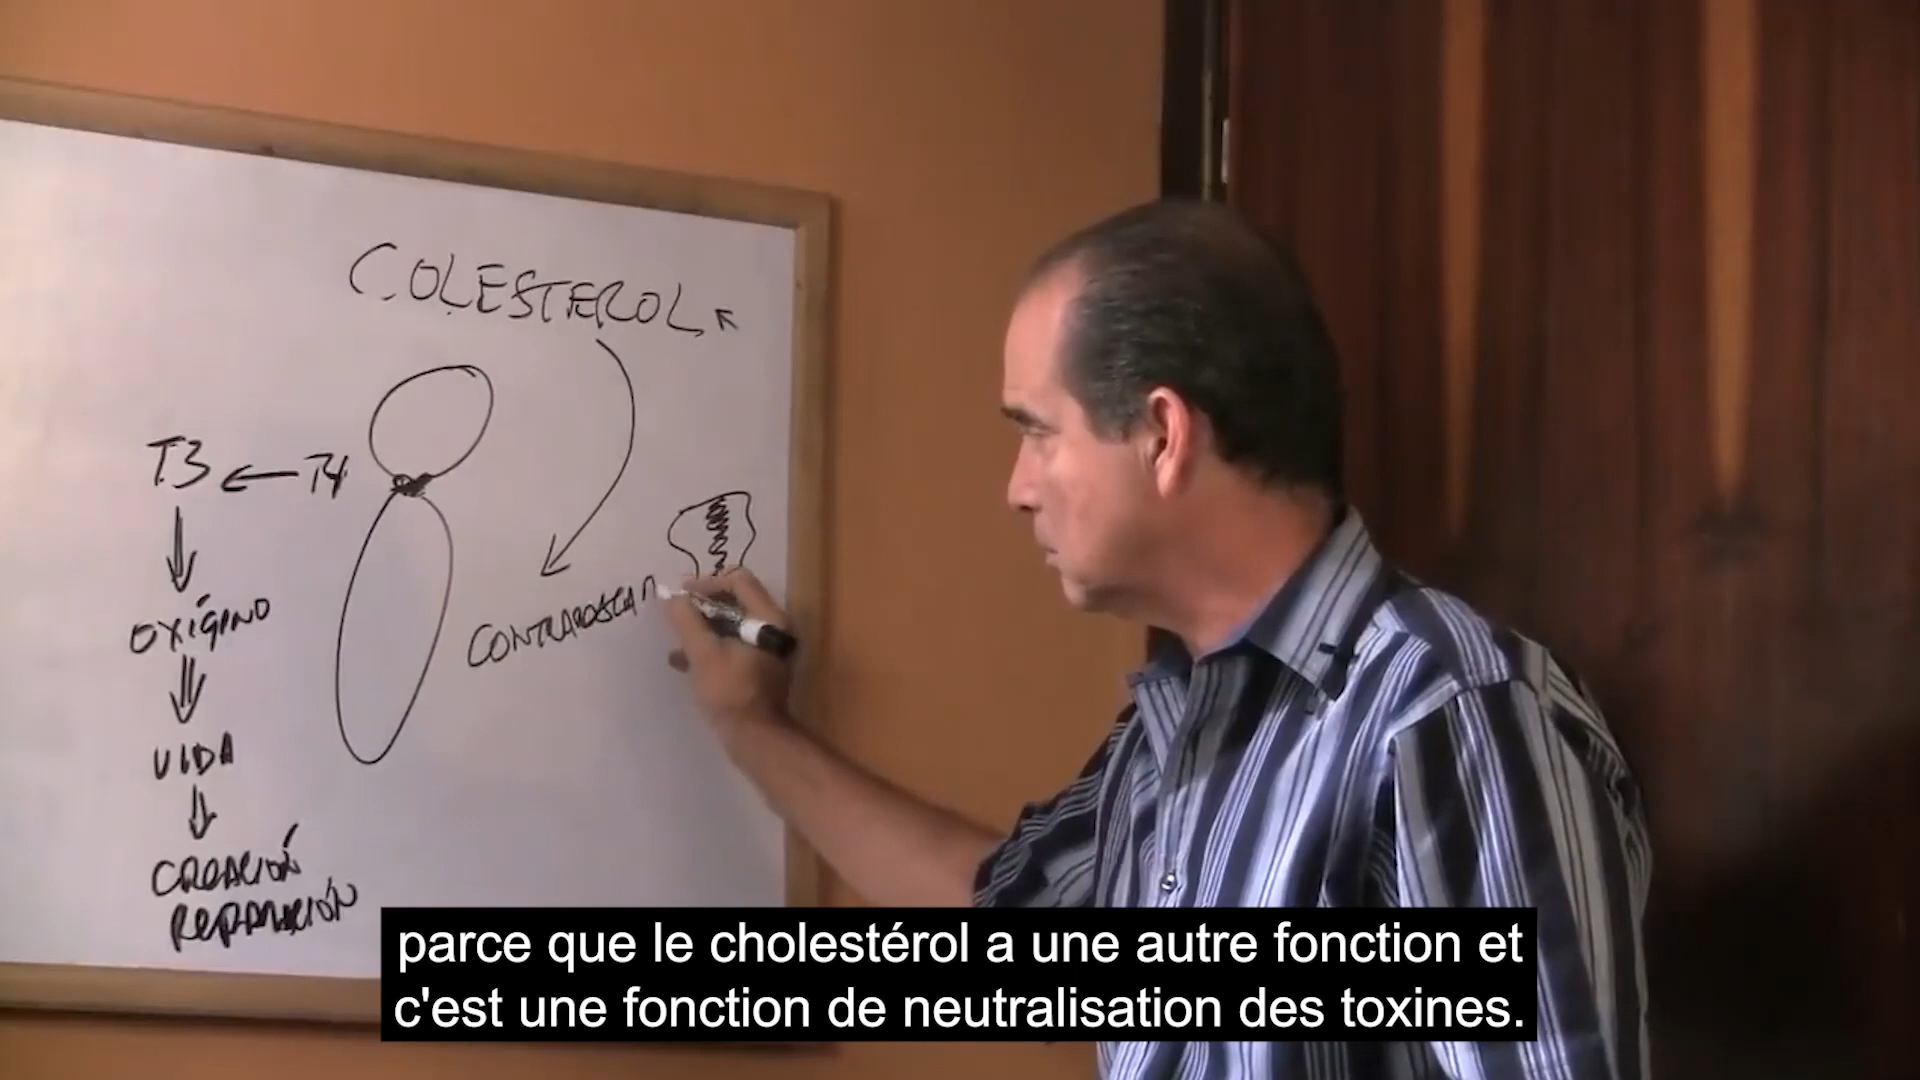 COLESTEROL
T3 ← T4
OXÍGENO
VIDA
CREACIÓN
REPARACIÓN
parce que le cholestérol a une autre fonction et
c'est une fonction de neutralisation des toxines.